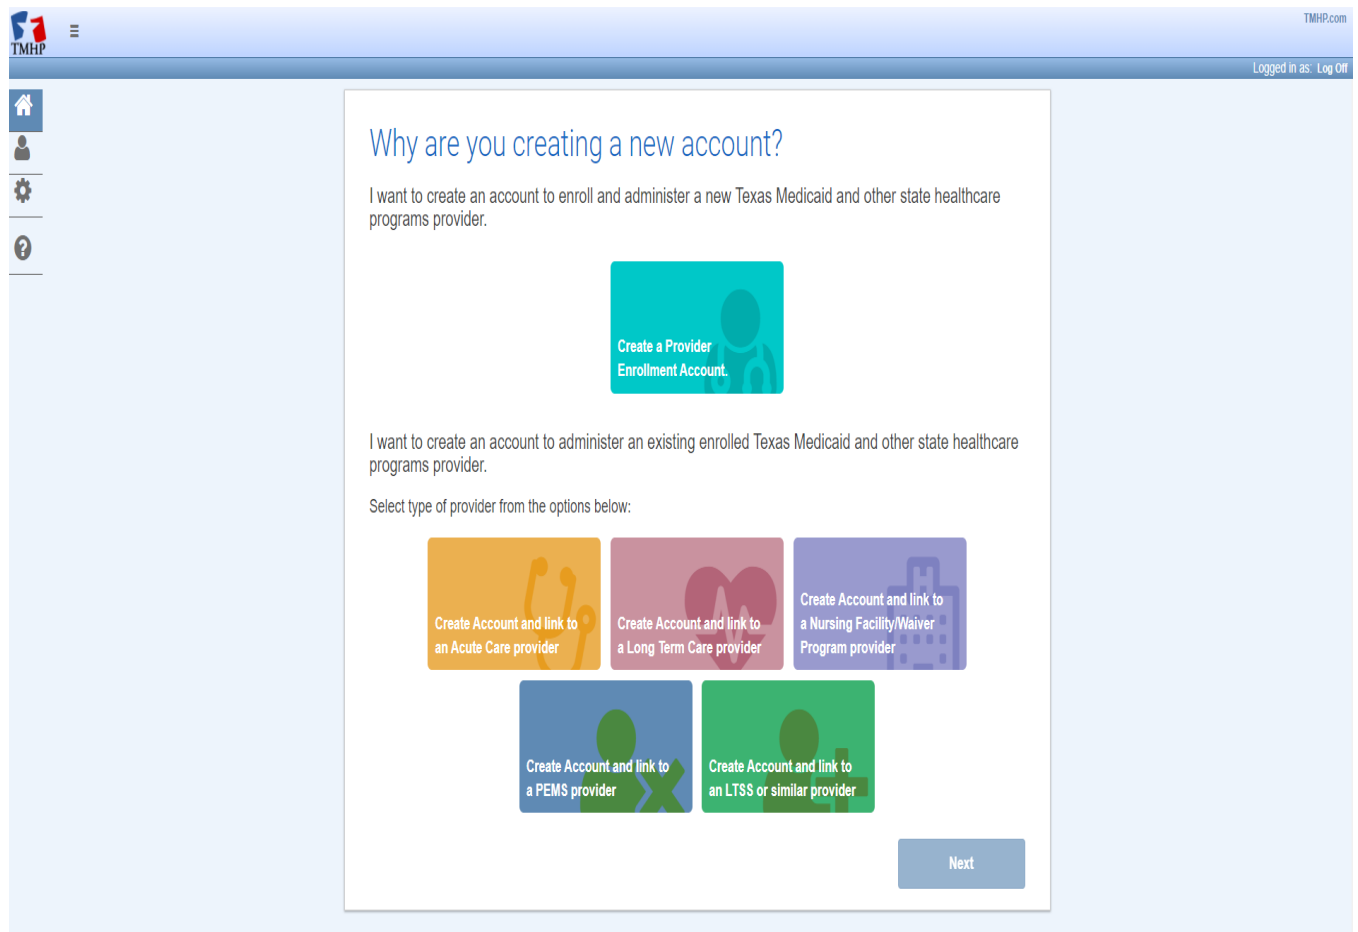 TMHP.com
TMHP
Logged in as: Log Off
Why are you creating a new account?
I want to create an account to enroll and administer a new Texas Medicaid and other state healthcare
programs provider.
Create a Provider
Enrollment Account.
I want to create an account to administer an existing enrolled Texas Medicaid and other state healthcare
programs provider.
Select type of provider from the options below:
Create Account and link to
an Acute Care provider
Create Account and link to
a Long Term Care provider
Create Account and link to
a Nursing Facility/Waiver
Program provider
Create Account and link to
a PEMS provider
Create Account and link to
an LTSS or similar provider
Next